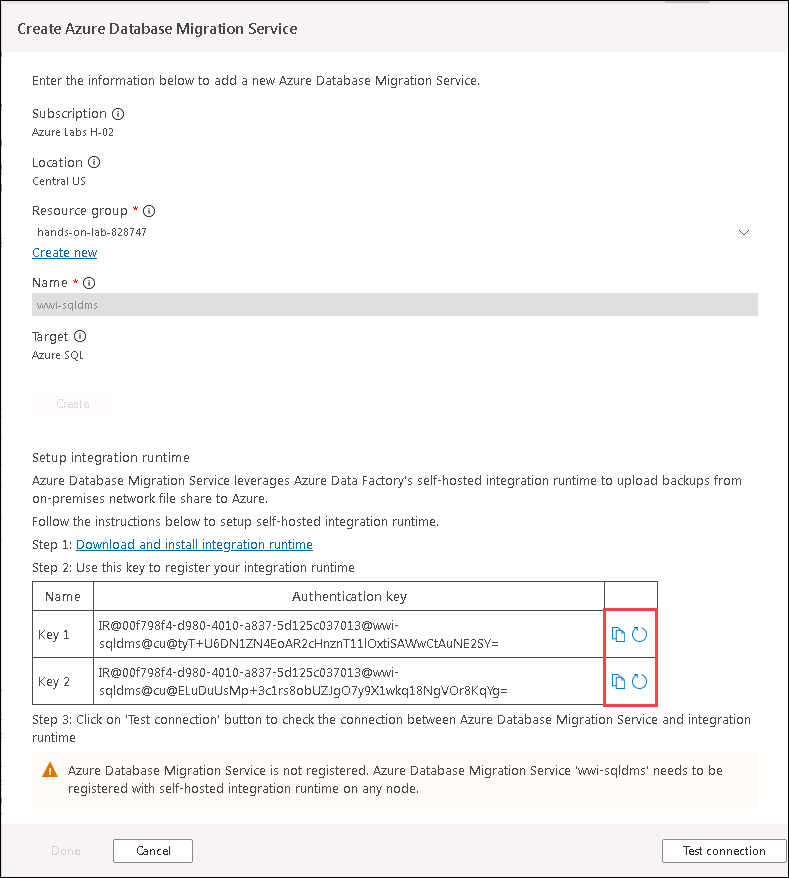 Create Azure Database Migration Service
Enter the information below to add a new Azure Database Migration Service.
Subscription
Azure Labs H-02
Location
Central US
Resource group *
hands-on-lab-828747
Create new
Name *
wwi-sqldms
Target
Azure SQL
Create
Setup integration runtime
Azure Database Migration Service leverages Azure Data Factory's self-hosted integration runtime to upload backups from
on-premises network file share to Azure.
Follow the instructions below to setup self-hosted integration runtime.
Step 1: Download and install integration runtime
Step 2: Use this key to register your integration runtime
Name Authentication key
Key 1
IR@00f798f4-d980-4010-a837-5d125c037013@wwi-
sqldms@cu@tyT+U6DN1ZN4EoAR2cHnznT11lOxtiSAWwCtAuNE2SY=
Key 2
IR@00f798f4-d980-4010-a837-5d125c037013@wwi-
sqldms@cu@ELuDuUsMp+3c1rs8obUZJgO7y9X1wkq18NgVOr8KqYg=
Step 3: Click on 'Test connection' button to check the connection between Azure Database Migration Service and integration
runtime
Azure Database Migration Service is not registered. Azure Database Migration Service 'wwi-sqldms' needs to be
registered with self-hosted integration runtime on any node.
Done Cancel Test connection